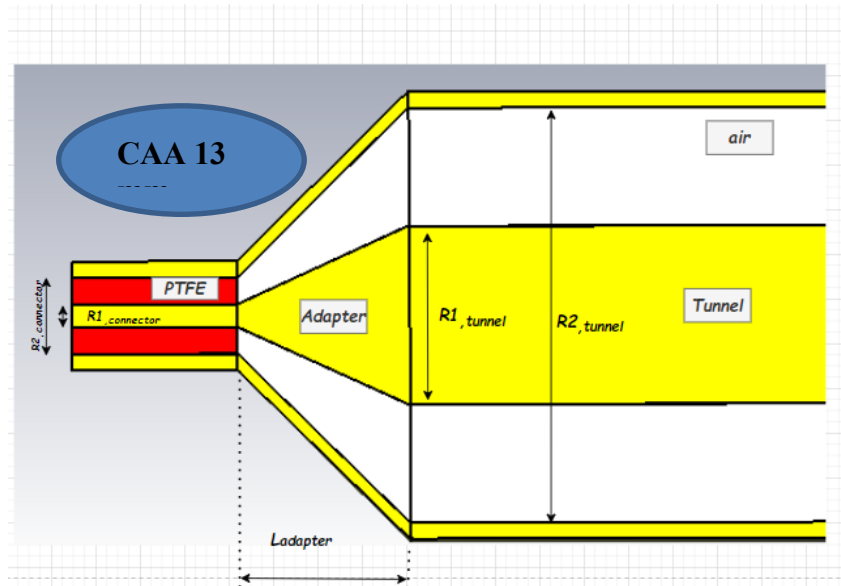 CAA 13
air
PTFE
R2,connector
R1,connector
Adapter
R1,tunnel
R2,tunnel
Tunnel
Ladapter